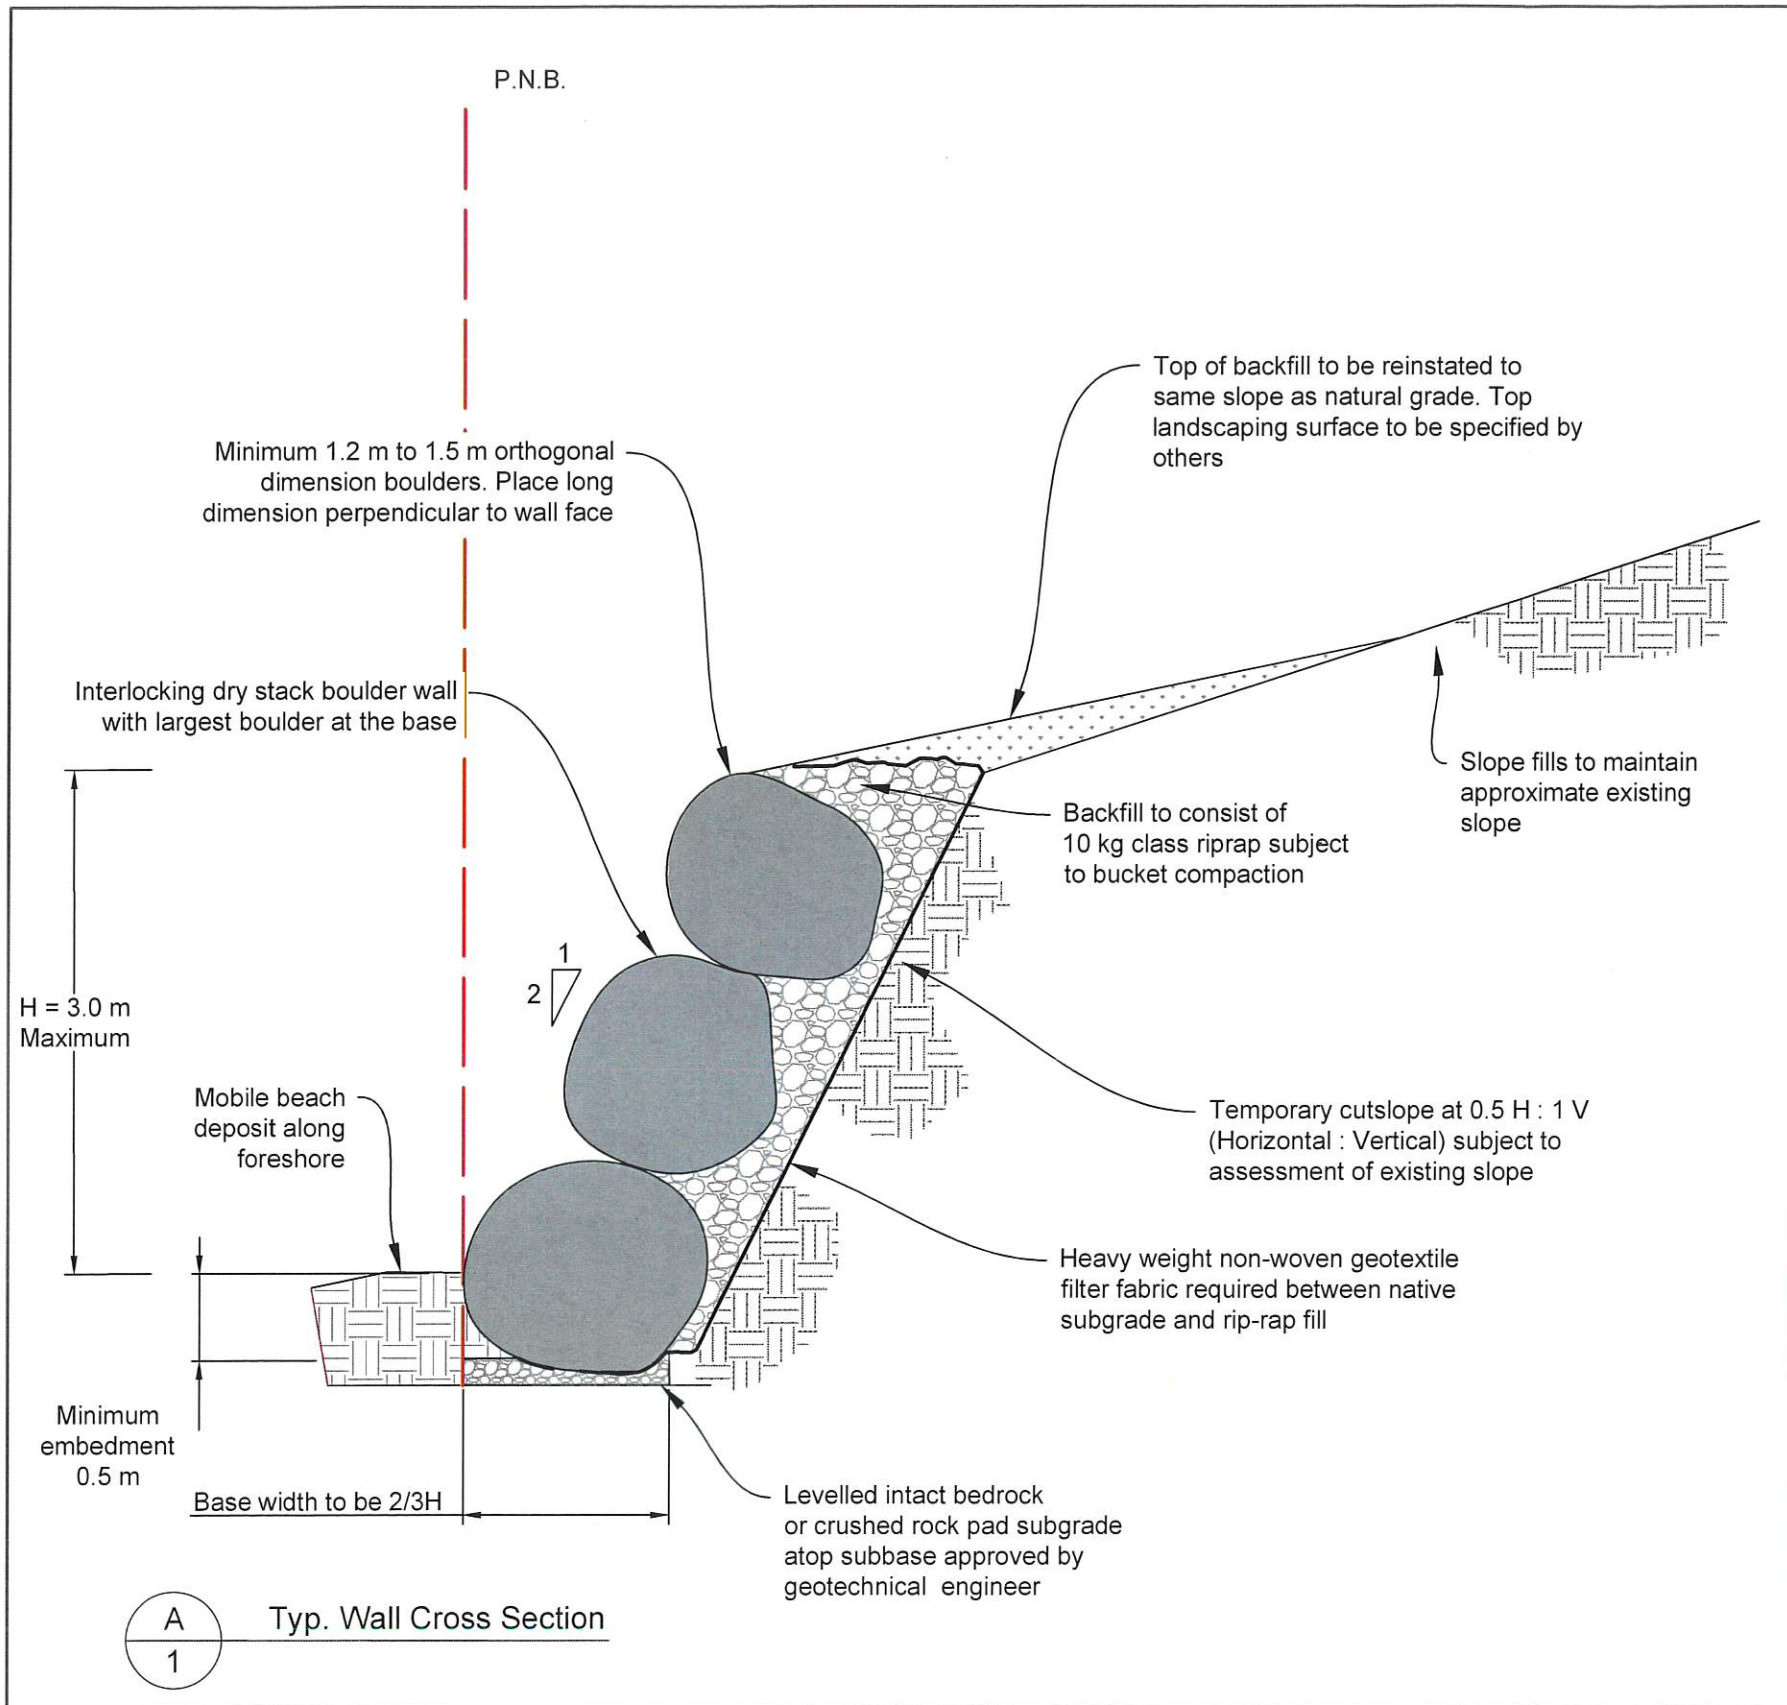 P.N.B.
Minimum 1.2 m to 1.5 m orthogonal
dimension boulders. Place long
dimension perpendicular to wall face
Top of backfill to be reinstated to
same slope as natural grade. Top
landscaping surface to be specified by
others
Interlocking dry stack boulder wall
with largest boulder at the base
Slope fills to maintain
approximate existing
slope
Backfill to consist of
10 kg class riprap subject
to bucket compaction
1
2
H = 3.0 m
Maximum
Mobile beach
deposit along
foreshore
Temporary cutslope at 0.5 H : 1 V
(Horizontal : Vertical) subject to
assessment of existing slope
Heavy weight non-woven geotextile
filter fabric required between native
subgrade and rip-rap fill
Minimum
embedment
0.5 m
Base width to be 2/3H
Levelled intact bedrock
or crushed rock pad subgrade
atop subbase approved by
geotechnical engineer
A
1
Typ. Wall Cross Section